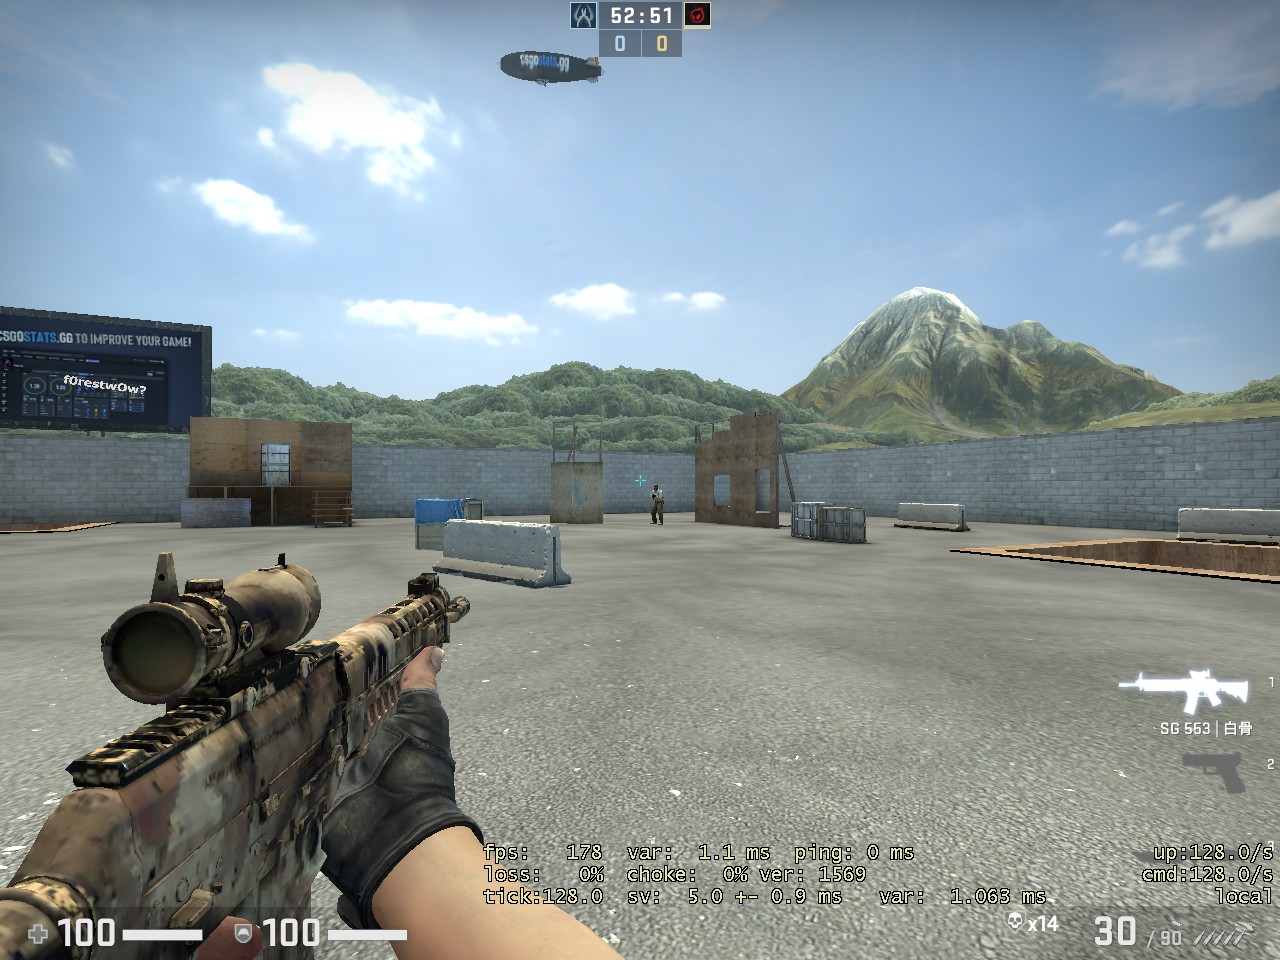 52:51
0 0
csgostats.gg
CSGOSTATS.GG TO IMPROVE YOUR GAME!
f0restw0w?
1
SG 553 | 白骨
2
3
fps: 178 var: 1.1 ms ping: 0 ms up:128.0/s
loss: 0% choke: 0% ver: 1569 cmd:128.0/s
tick:128.0 sv: 5.0 +- 0.9 ms var: 1.063 ms local
100 100 x14 30 / 90